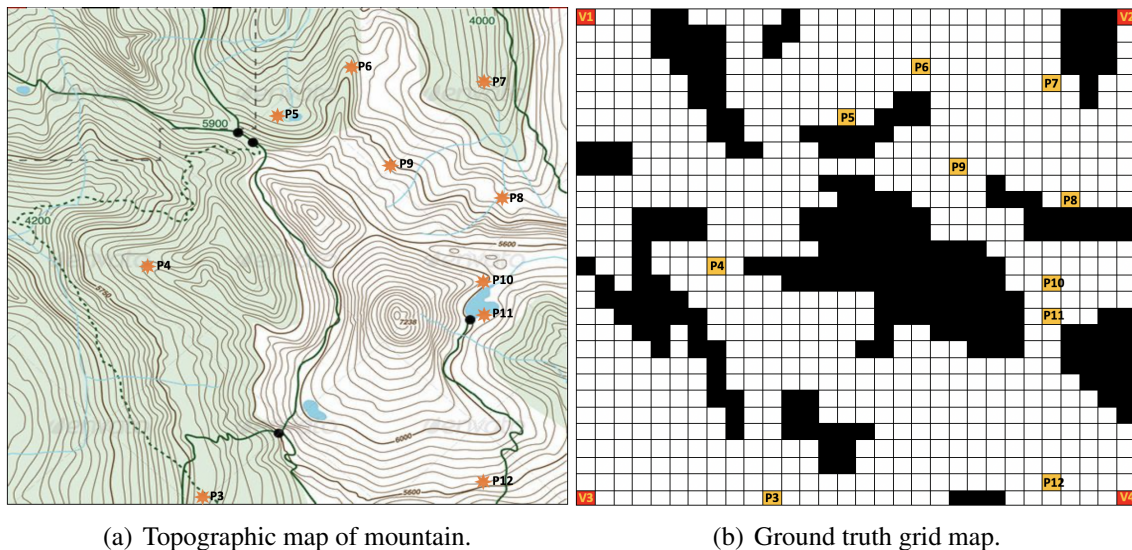 4000
P6
P7
P5
5900
P9
P8
4200
5600
P4
P10
5750
P11
7238
6000
P12
5600
P3
V1
V2
P6
P7
P5
P9
P8
P4
P10
P11
P12
V3
P3
V4
(a) Topographic map of mountain.
(b) Ground truth grid map.